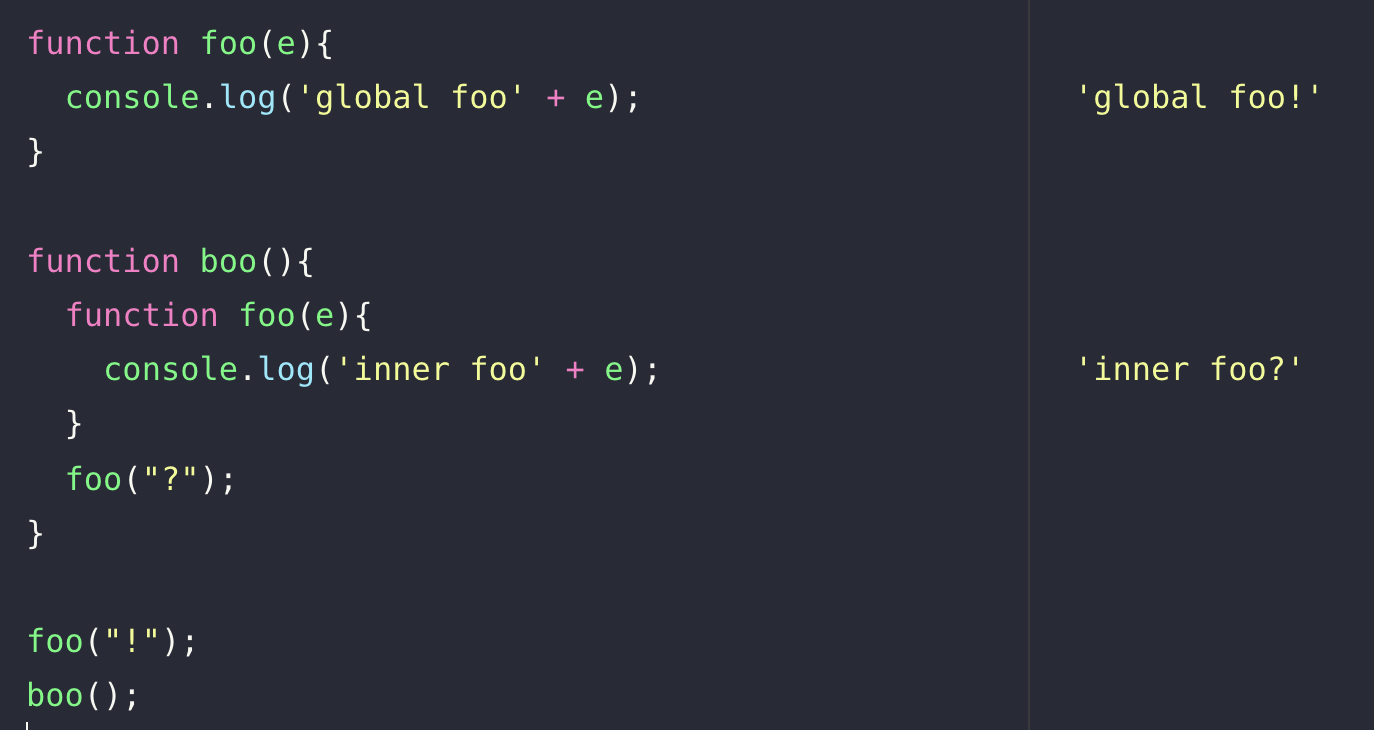 function foo(e){
  console.log('global foo' + e);    'global foo!'
}
function boo(){
  function foo(e){
    console.log('inner foo' + e);    'inner foo?'
  }
  foo("?");
}
foo("!");
boo();